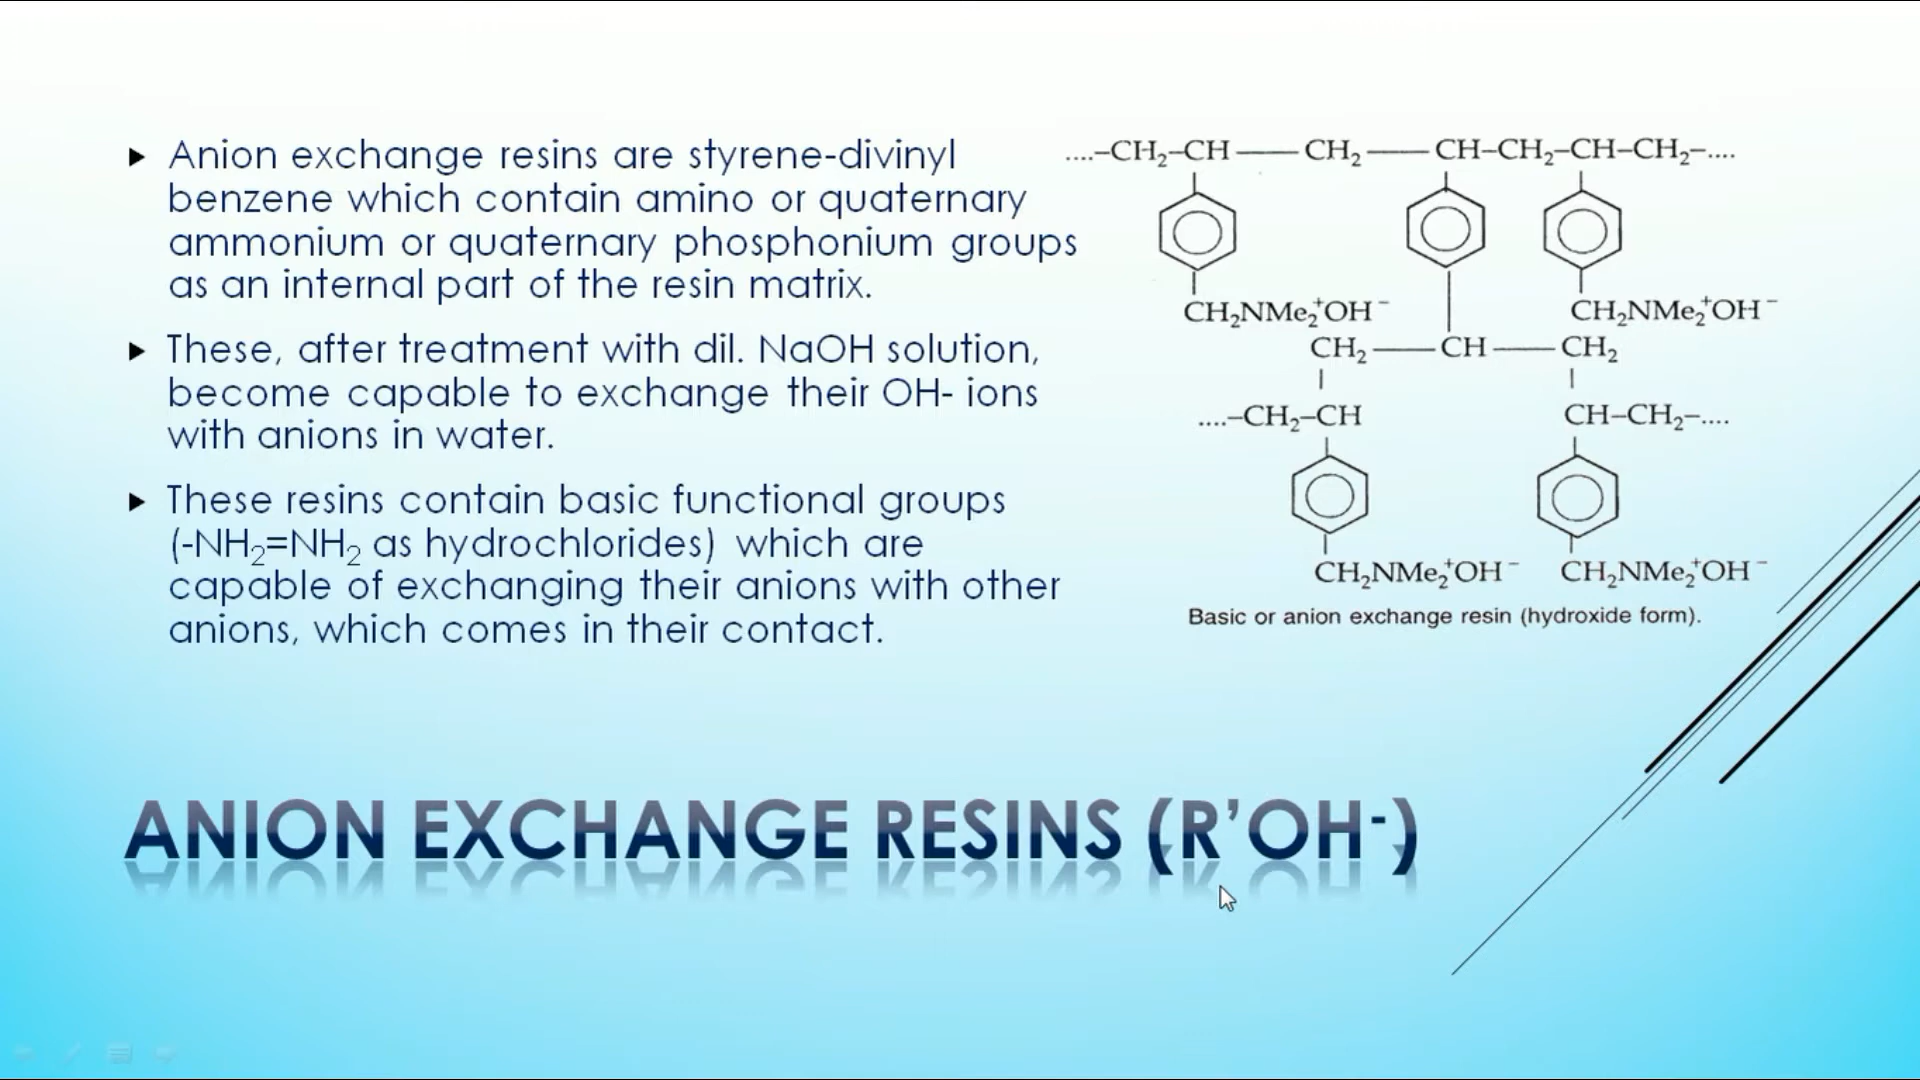 ► Anion exchange resins are styrene-divinyl
benzene which contain amino or quaternary
ammonium or quaternary phosphonium groups
as an internal part of the resin matrix.
► These, after treatment with dil. NaOH solution,
become capable to exchange their OH- ions
with anions in water.
► These resins contain basic functional groups
(-NH₂=NH₂ as hydrochlorides) which are
capable of exchanging their anions with other
anions, which comes in their contact.
....–CH₂–CH——CH₂——CH–CH₂–CH–CH₂–....
CH₂NMe₂⁺OH⁻ CH₂NMe₂⁺OH⁻
CH₂——CH——CH₂
....–CH₂–CH CH–CH₂–....
CH₂NMe₂⁺OH⁻ CH₂NMe₂⁺OH⁻
Basic or anion exchange resin (hydroxide form).
ANION EXCHANGE RESINS (R’OH⁻)